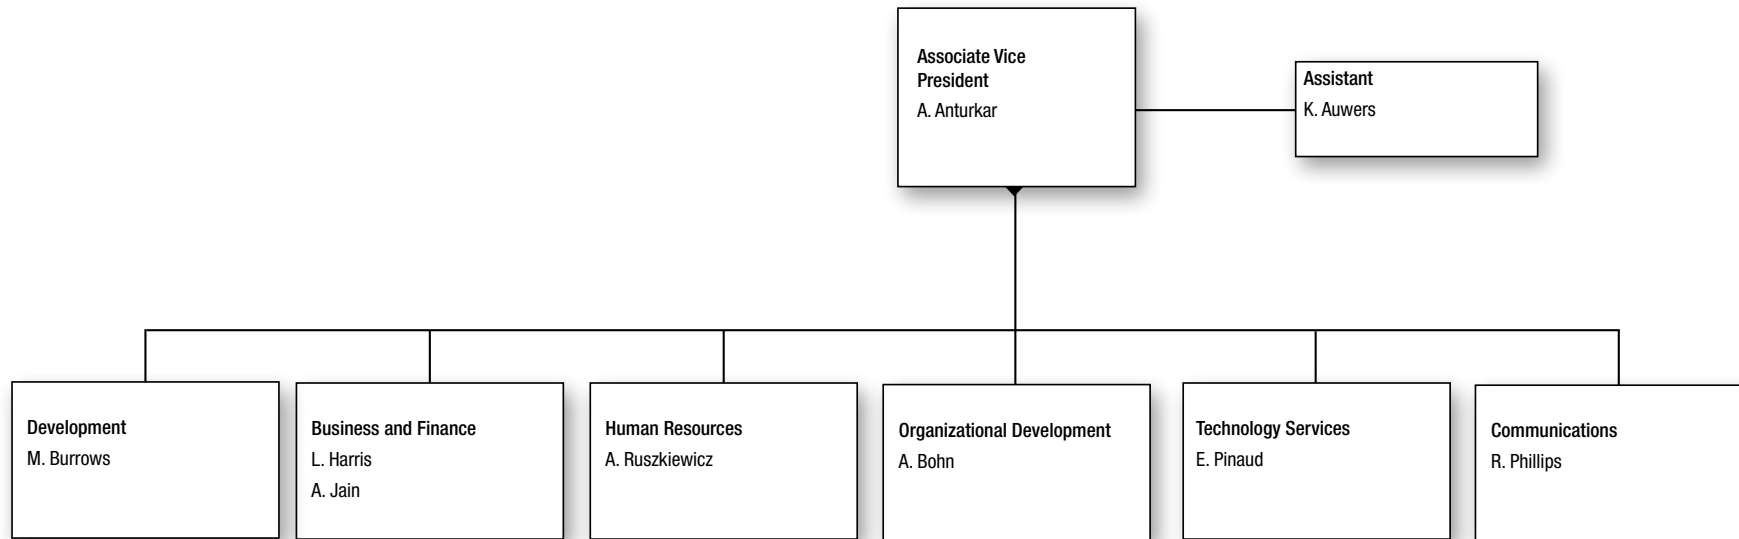 Associate Vice
President
A. Anturkar
Assistant
K. Auwers
Development
M. Burrows
Business and Finance
L. Harris
A. Jain
Human Resources
A. Ruszkiewicz
Organizational Development
A. Bohn
Technology Services
E. Pinaud
Communications
R. Phillips